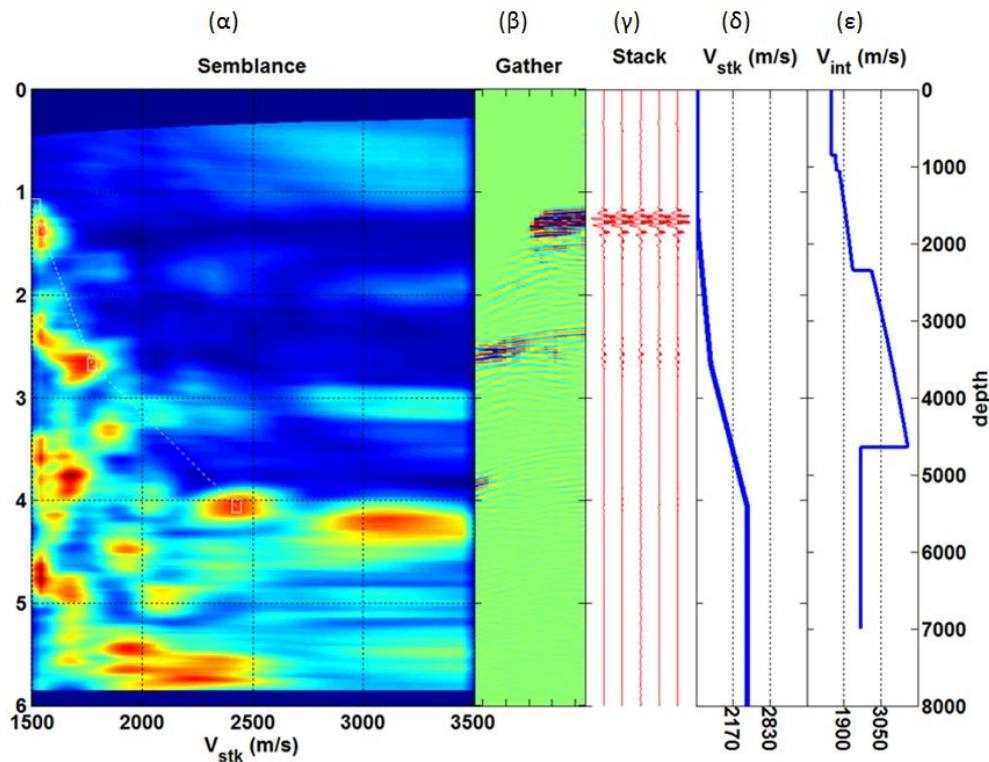 (α) (β) (γ) (δ) (ε)
Semblance Gather Stack V_stk (m/s) V_int (m/s)
0 0
1 1000
2000
2 3000
3 4000
depth
4 5000
6000
5 7000
6 8000
1500 2000 2500 3000 3500 2170 2830 1900 3050
V_stk (m/s)